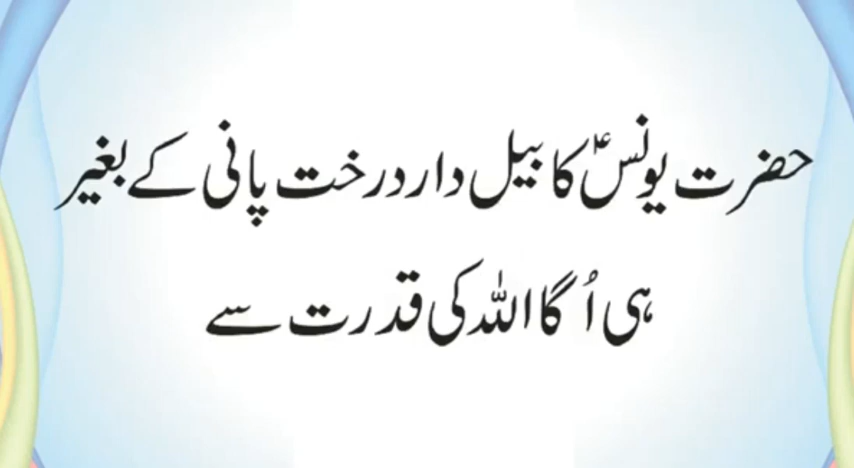 حضرت یونسؑ کا بیل دار درخت پانی کے بغیر
ہی اُگا اللہ کی قدرت سے